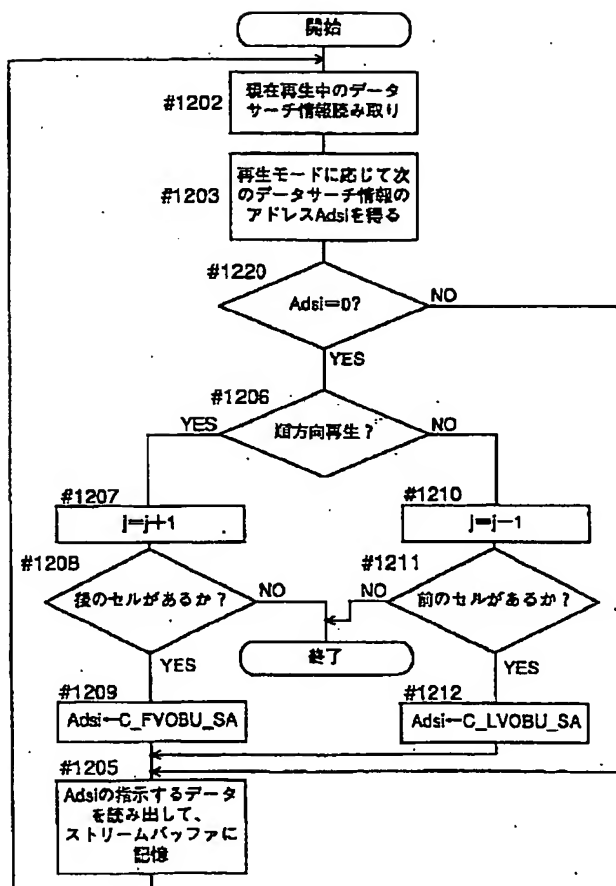 開始
#1202
現在再生中のデータ
サーチ情報読み取り
#1203
再生モードに応じて次
のデータサーチ情報の
アドレスAdsiを得る
#1220
Adsi=0?
NO
YES
#1206
YES
順方向再生？
NO
#1207
j=j+1
#1210
j=j-1
#1208
後のセルがあるか？
NO
#1211
NO
前のセルがあるか？
終了
YES
YES
#1209
Adsi←C_FVOBU_SA
#1212
Adsi←C_LVOBU_SA
#1205
Adsiの指示するデータ
を読み出して、
ストリームバッファに
記憶